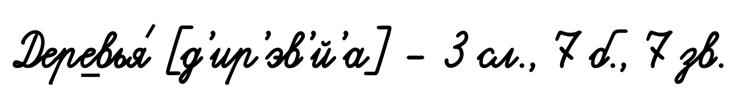 Деревья́ [д'ир'эв'й'а] – 3 сл., 7 б., 7 зв.